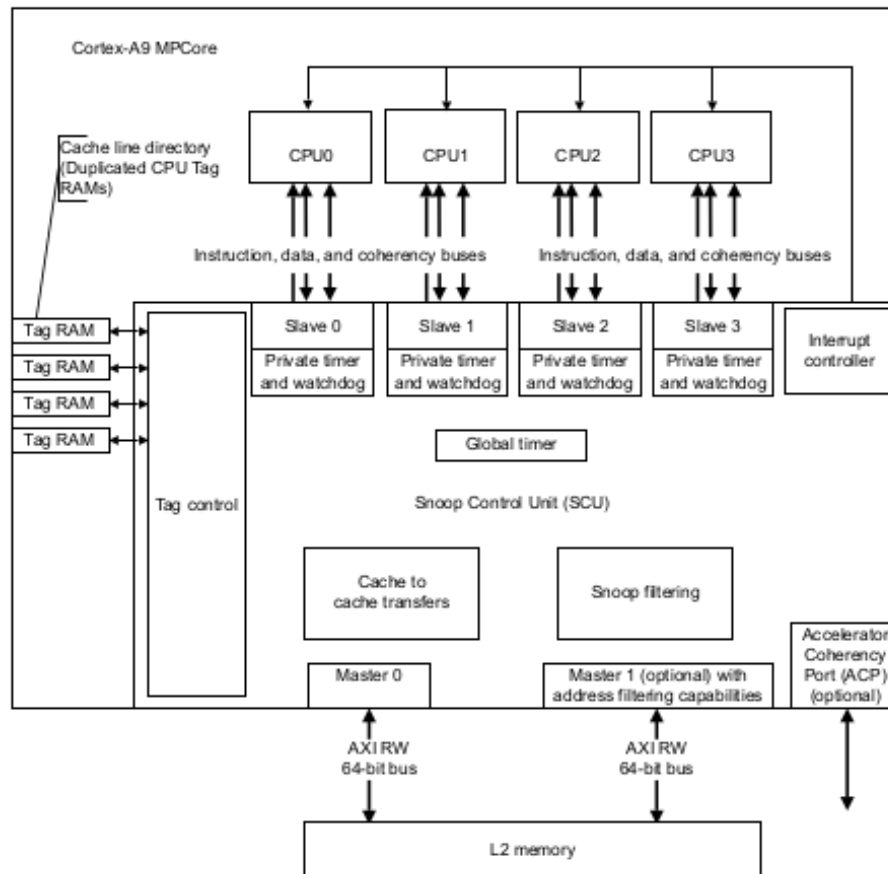 Cortex-A9 MPCore
Cache line directory
(Duplicated CPU Tag
RAMs)
CPU0
CPU1
CPU2
CPU3
Instruction, data, and coherency buses
Instruction, data, and coherency buses
Tag RAM
Tag RAM
Tag RAM
Tag RAM
Tag control
Slave 0
Private timer
and watchdog
Slave 1
Private timer
and watchdog
Slave 2
Private timer
and watchdog
Slave 3
Private timer
and watchdog
Interrupt
controller
Global timer
Snoop Control Unit (SCU)
Cache to
cache transfers
Snoop filtering
Master 0
Master 1 (optional) with
address filtering capabilities
Accelerator
Coherency
Port (ACP)
(optional)
AXI RW
64-bit bus
AXI RW
64-bit bus
L2 memory